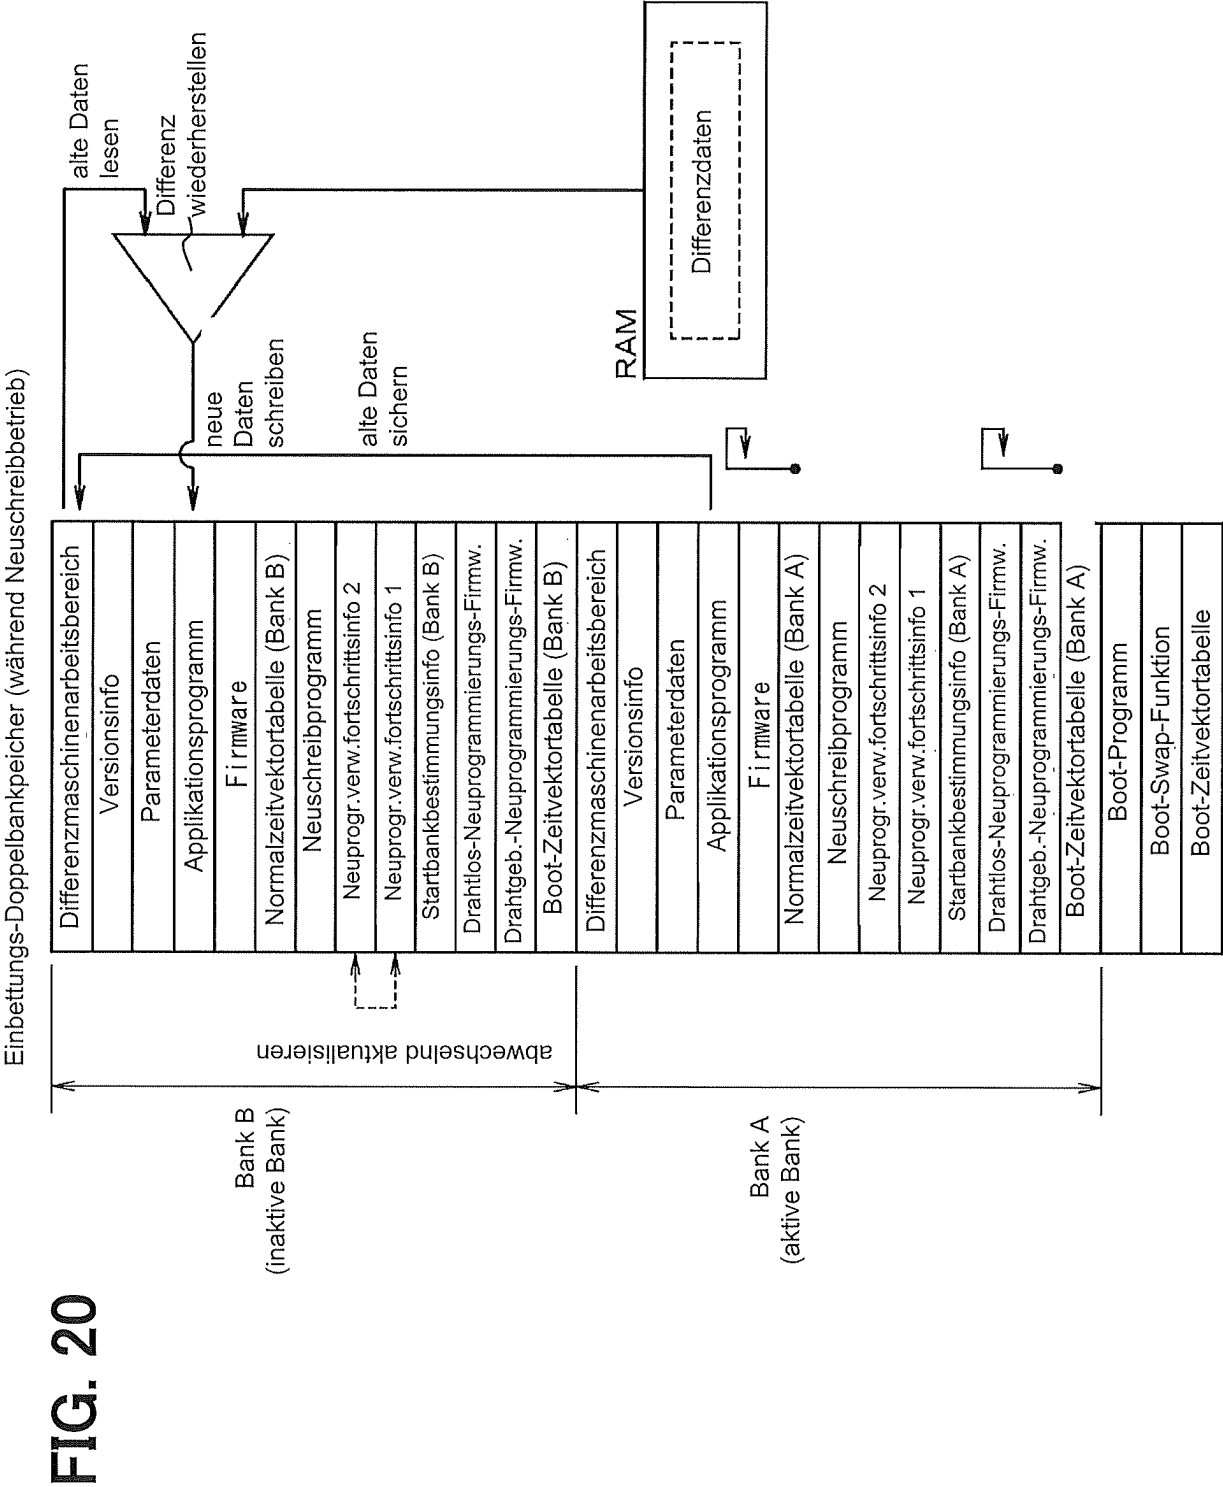 FIG. 20
Einbettungs-Doppelbankpeicher (während Neuschreibbetrieb)
Bank B
(inaktive Bank)
abwechselnd aktualisieren
Bank A
(aktive Bank)
Differenzmaschinenarbeitsbereich
Versionsinfo
Parameterdaten
Applikationsprogramm
Firmware
Normalzeitvektortabelle (Bank B)
Neuschreibprogramm
Neuprogr.verw.fortschrittsinfo 2
Neuprogr.verw.fortschrittsinfo 1
Startbankbestimmungsinfo (Bank B)
Drahtlos-Neuprogrammierungs-Firmw.
Drahtgeb.-Neuprogrammierungs-Firmw.
Boot-Zeitvektortabelle (Bank B)
Differenzmaschinenarbeitsbereich
Versionsinfo
Parameterdaten
Applikationsprogramm
Firmware
Normalzeitvektortabelle (Bank A)
Neuschreibprogramm
Neuprogr.verw.fortschrittsinfo 2
Neuprogr.verw.fortschrittsinfo 1
Startbankbestimmungsinfo (Bank A)
Drahtlos-Neuprogrammierungs-Firmw.
Drahtgeb.-Neuprogrammierungs-Firmw.
Boot-Zeitvektortabelle (Bank A)
Boot-Programm
Boot-Swap-Funktion
Boot-Zeitvektortabelle
alte Daten
lesen
Differenz
wiederherstellen
neue
Daten
schreiben
alte Daten
sichern
RAM
Differenzdaten